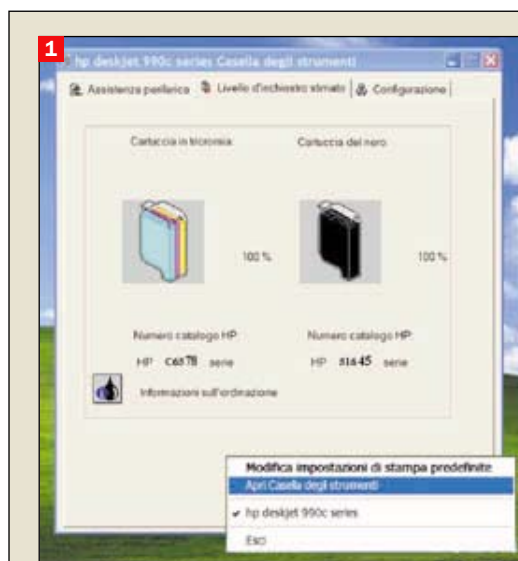 1
hp deskjet 990c series Casella degli strumenti
Assistenza periferica Livello d'inchiostro stimato Configurazione
Cartuccia in tricromia Cartuccia del nero
100 % 100 %
Numero catalogo HP: Numero catalogo HP:
HP C6578 serie HP 51645 serie
Informazioni sull'ordinazione
Modifica impostazioni di stampa predefinite
Apri Casella degli strumenti
✓ hp deskjet 990c series
Esci